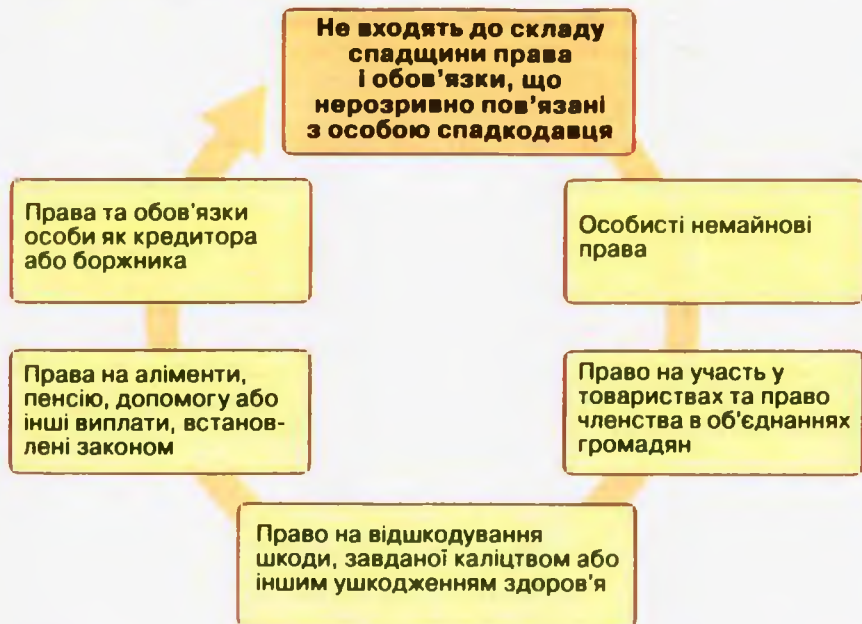 Не входять до складу
спадщини права
і обов’язки, що
нерозривно пов’язані
з особою спадкодавця
Особисті немайнові
права
Право на участь у
товариствах та право
членства в об’єднаннях
громадян
Право на відшкодування
шкоди, завданої каліцтвом або
іншим ушкодженням здоров’я
Права на аліменти,
пенсію, допомогу або
інші виплати, встанов-
лені законом
Права та обов’язки
особи як кредитора
або боржника